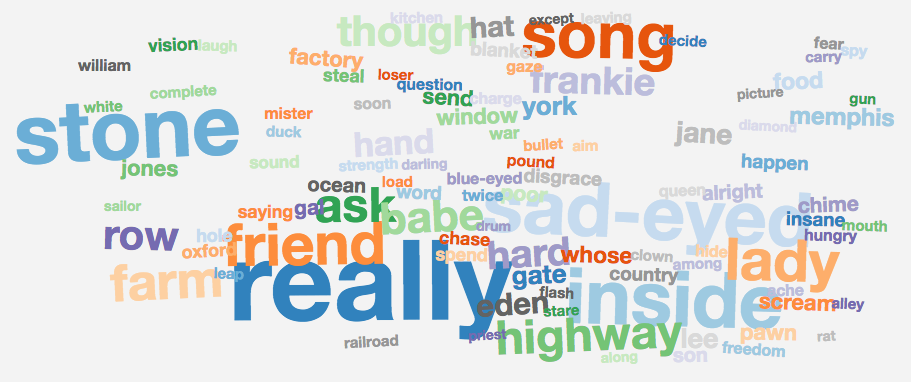 kitchen except leaving
though hat song
vision laugh blanket decide fear spy
william factory gaze carry
steal loser question frankie food
complete send charge picture gun
white soon window york memphis
stone mister war diamond
duck hand bullet aim jane
sound strength darling pound happen
jones blue-eyed disgrace
ocean load word twice queen alright
sailor saying ask babe sad-eyed chime
insane mouth
row hole friend drum hungry
oxford chase hard whose clown hide lady
spend among
farm leap really gate country
flash inside ache
eden stare scream alley
priest highway lee pawn rat
railroad along son freedom